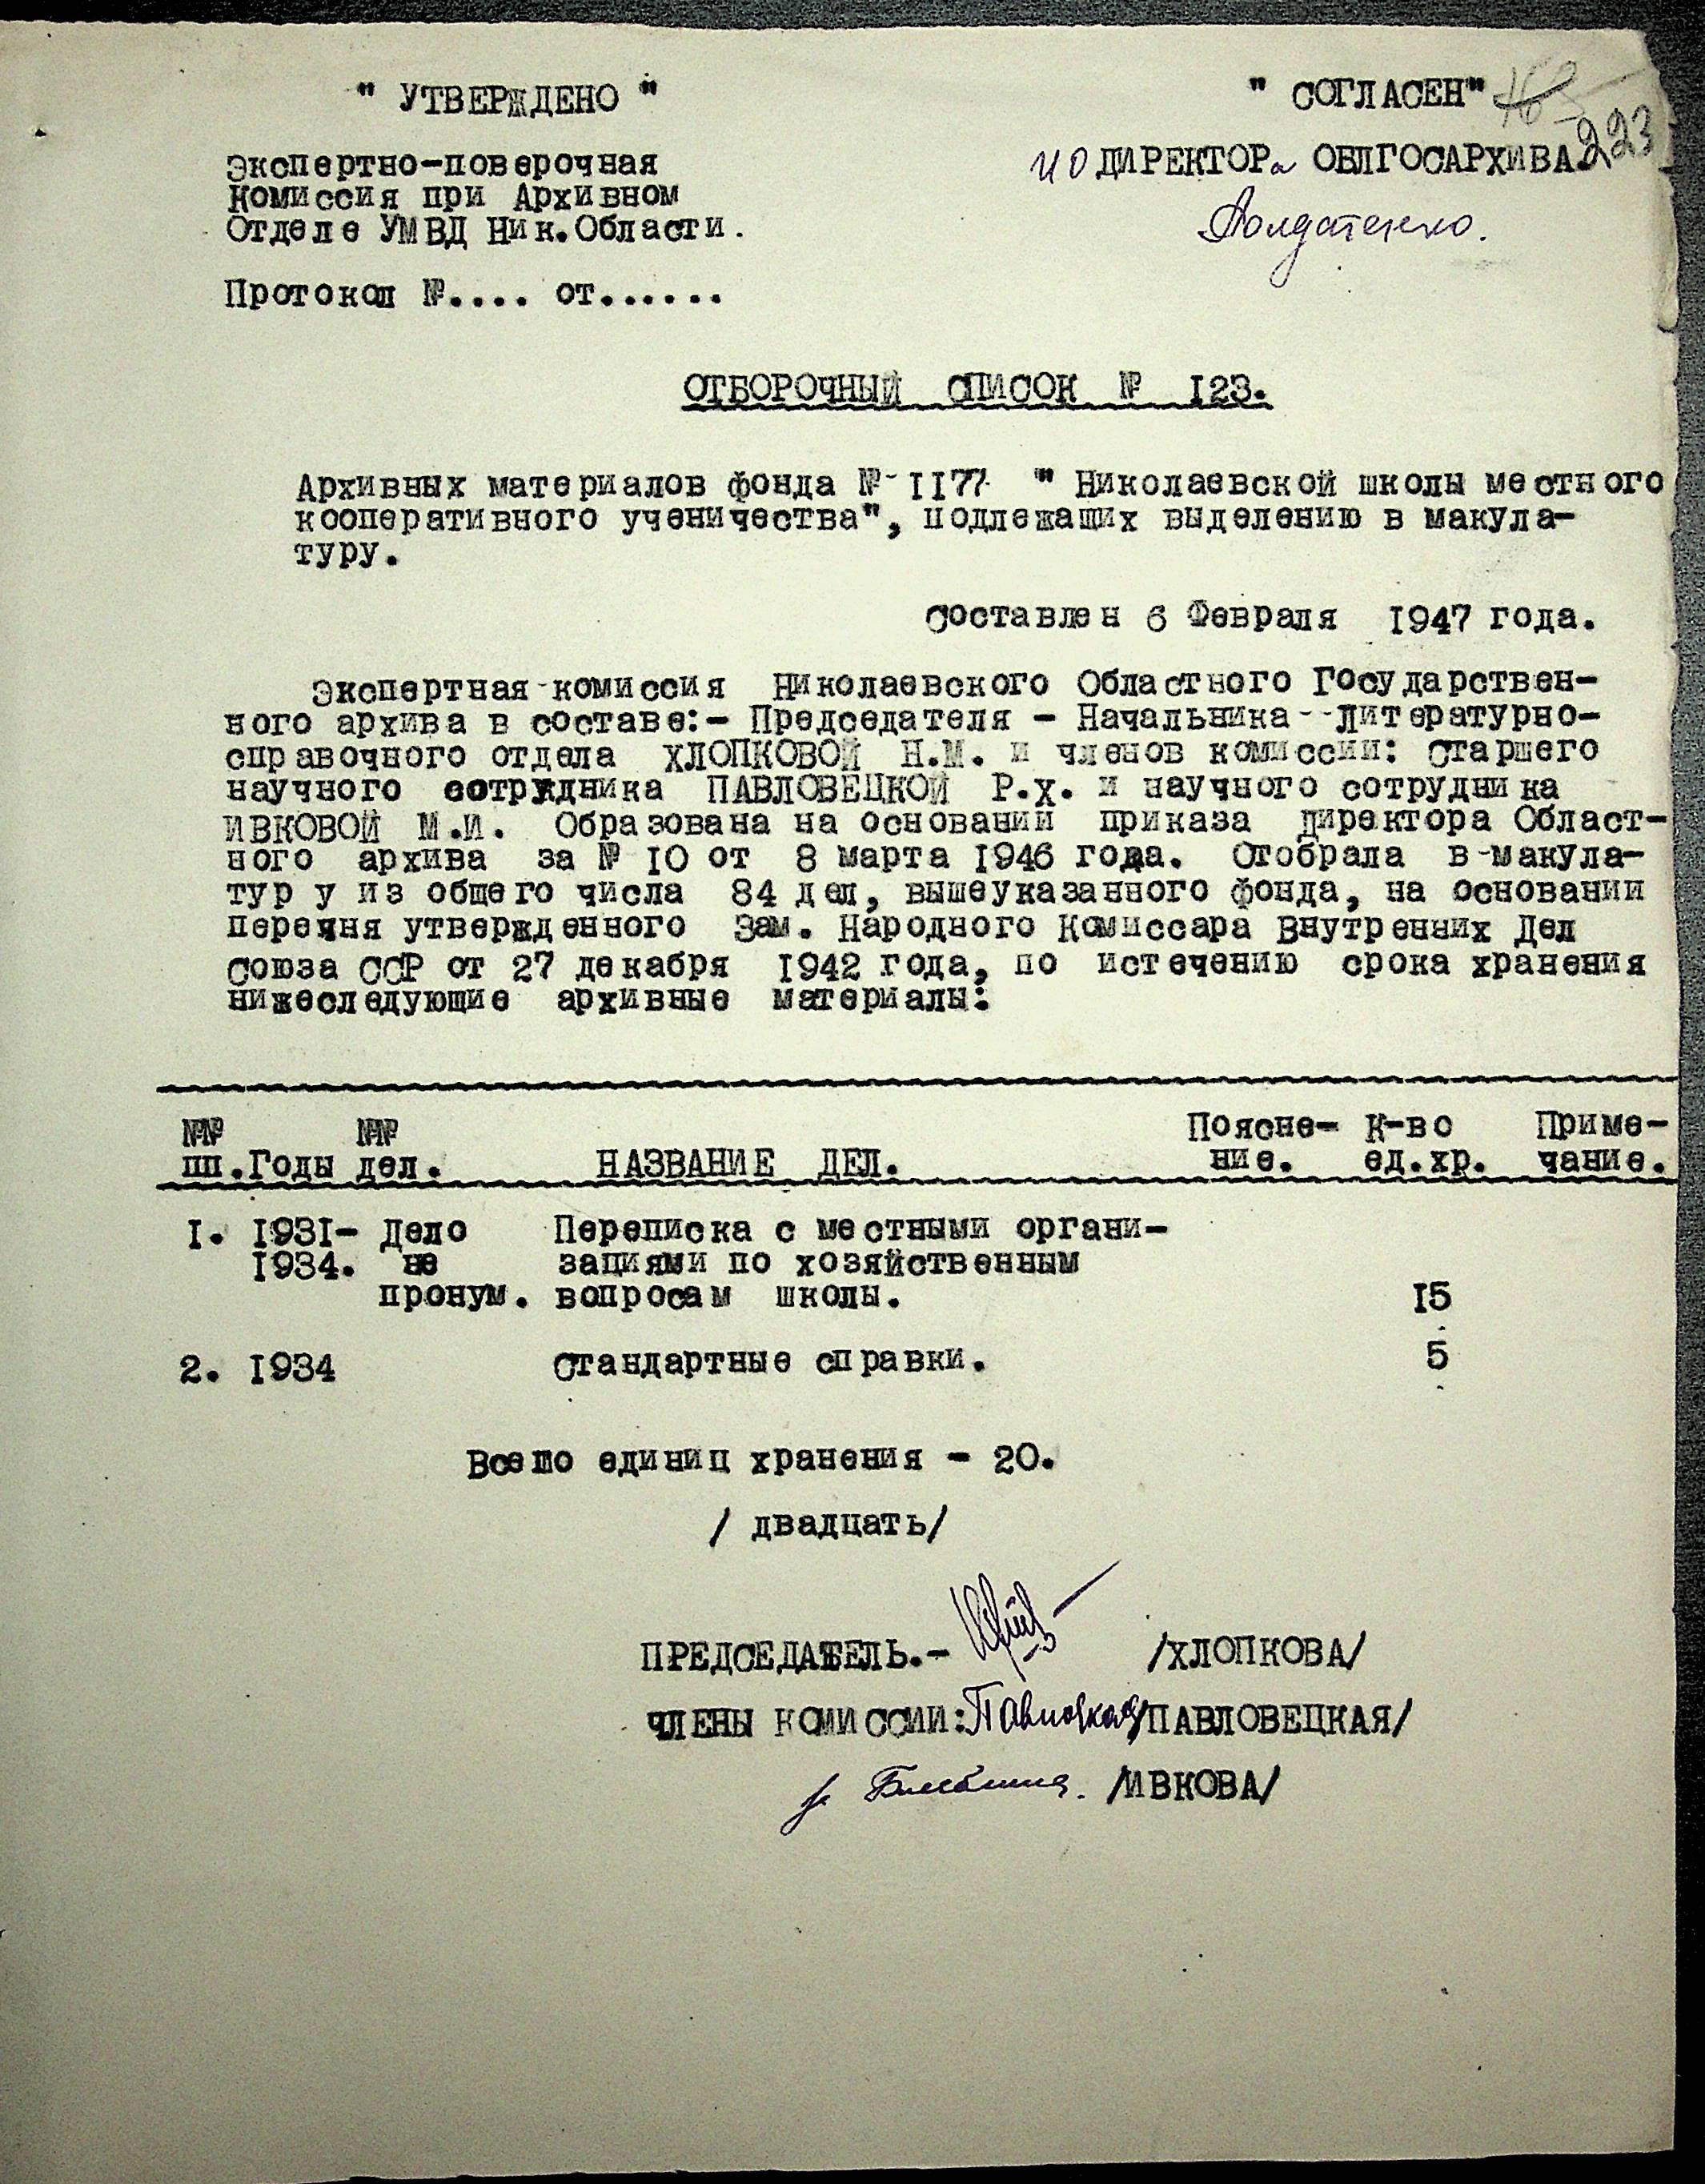 " УТВЕРЖДЕНО "
" СОГЛАСЕН"
223
Экспертно-поверочная
Комиссия при Архивном
Отделе УМВД Ник.Области.
ИО ДИРЕКТОРа ОБЛГОСАРХИВА.
Солдатенко.
Протокол №.... от......
ОТБОРОЧНЫЙ СПИСОК № 123.
Архивных материалов фонда № 1177 " Николаевской школы местного
кооперативного ученичества", подлежащих выделению в макула-
туру.
Составлен 6 Февраля 1947 года.
Экспертная комиссия Николаевского Областного Государствен-
ного архива в составе:- Председателя - Начальника--Литературно-
справочного отдела ХЛОПКОВОЙ Н.М. и членов комиссии: Старшего
научного сотрудника ПАВЛОВЕЦКОЙ Р.Х. и научного сотрудника
ИВКОВОЙ М.И. Образована на основании приказа Директора Област-
ного архива за № 10 от 8 марта 1946 года. Отобрала в-макула-
туру из общего числа 84 дел, вышеуказанного фонда, на основании
перечня утвержденного Зам. Народного Комиссара Внутренних Дел
Союза ССР от 27 декабря 1942 года, по истечению срока хранения
нижеследующие архивные материалы:
№№ №№ Поясне- К-во Приме-
пп.Годы дел. НАЗВАНИЕ ДЕЛ. ние. ед.хр. чание.
1. 1931- Дело Переписка с местными органи-
1934. не зациями по хозяйственным
пронум. вопросам школы. 15
2. 1934 Стандартные справки. 5
Всего единиц хранения - 20.
/ двадцать/
ПРЕДСЕДАТЕЛЬ.- /ХЛОПКОВА/
ЧЛЕНЫ КОМИССИИ: /ПАВЛОВЕЦКАЯ/
/ИВКОВА/